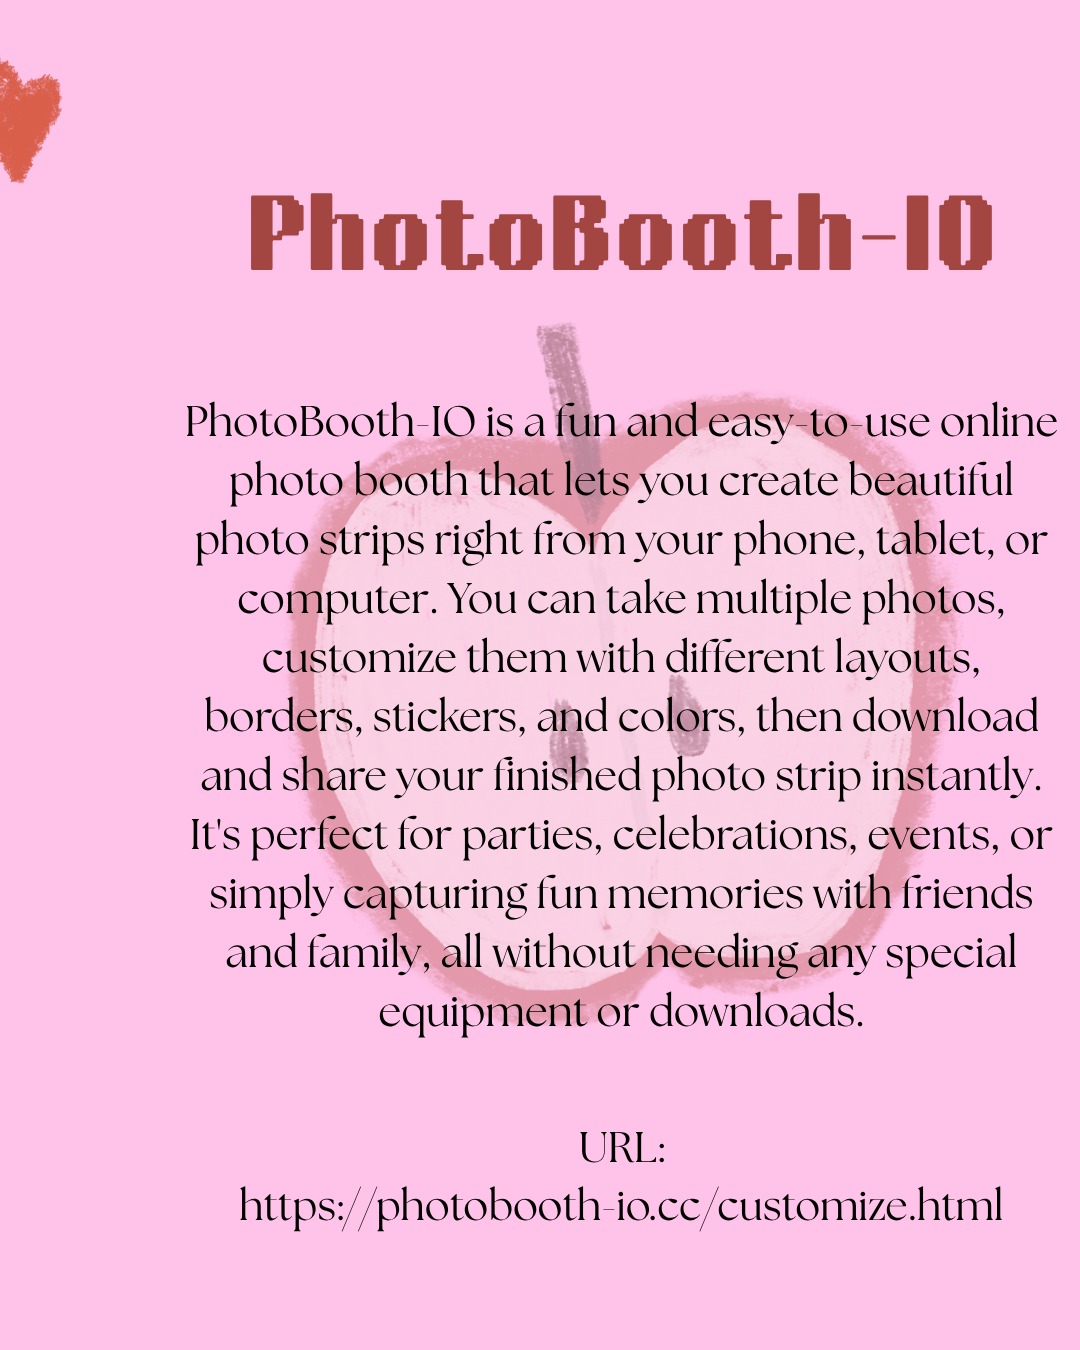 PhotoBooth-IO
PhotoBooth-IO is a fun and easy-to-use online
photo booth that lets you create beautiful
photo strips right from your phone, tablet, or
computer. You can take multiple photos,
customize them with different layouts,
borders, stickers, and colors, then download
and share your finished photo strip instantly.
It's perfect for parties, celebrations, events, or
simply capturing fun memories with friends
and family, all without needing any special
equipment or downloads.
URL:
https://photobooth-io.cc/customize.html